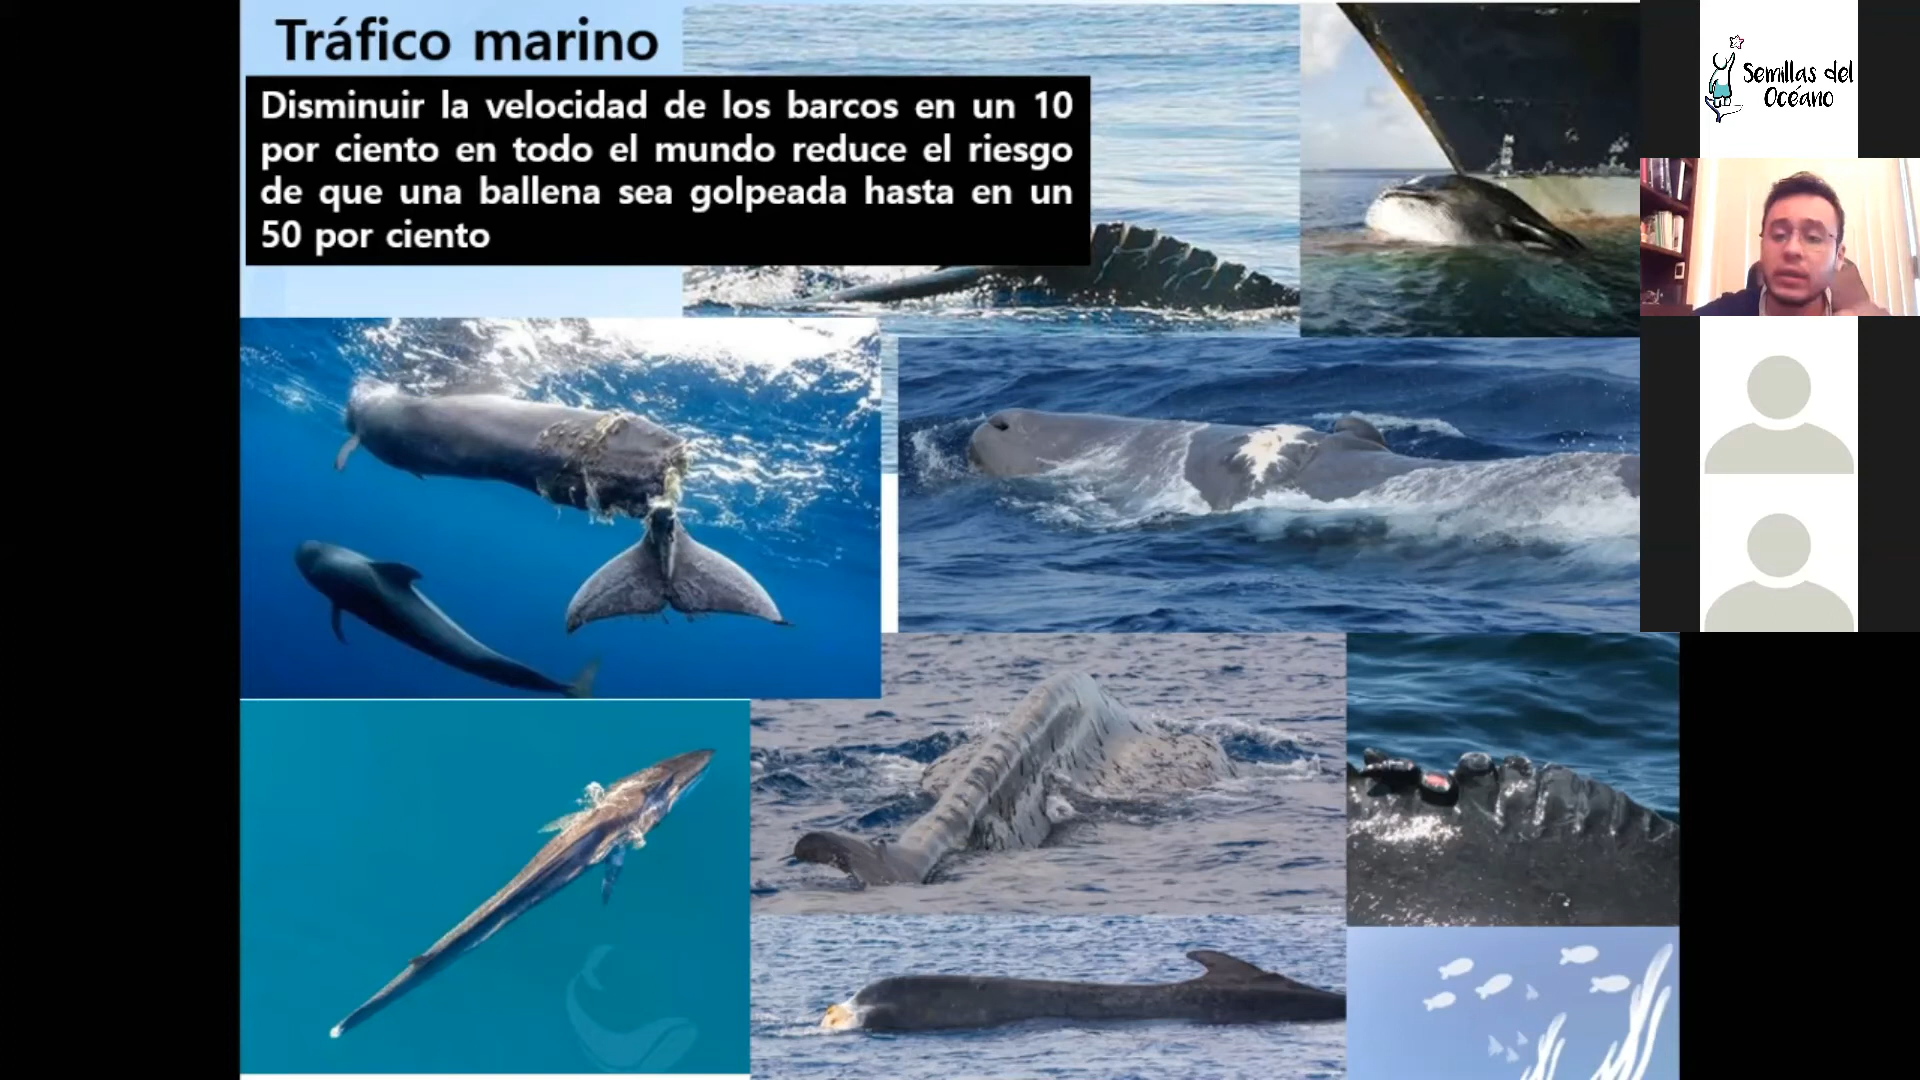 Tráfico marino
Disminuir la velocidad de los barcos en un 10
por ciento en todo el mundo reduce el riesgo
de que una ballena sea golpeada hasta en un
50 por ciento
Semillas del
Océano